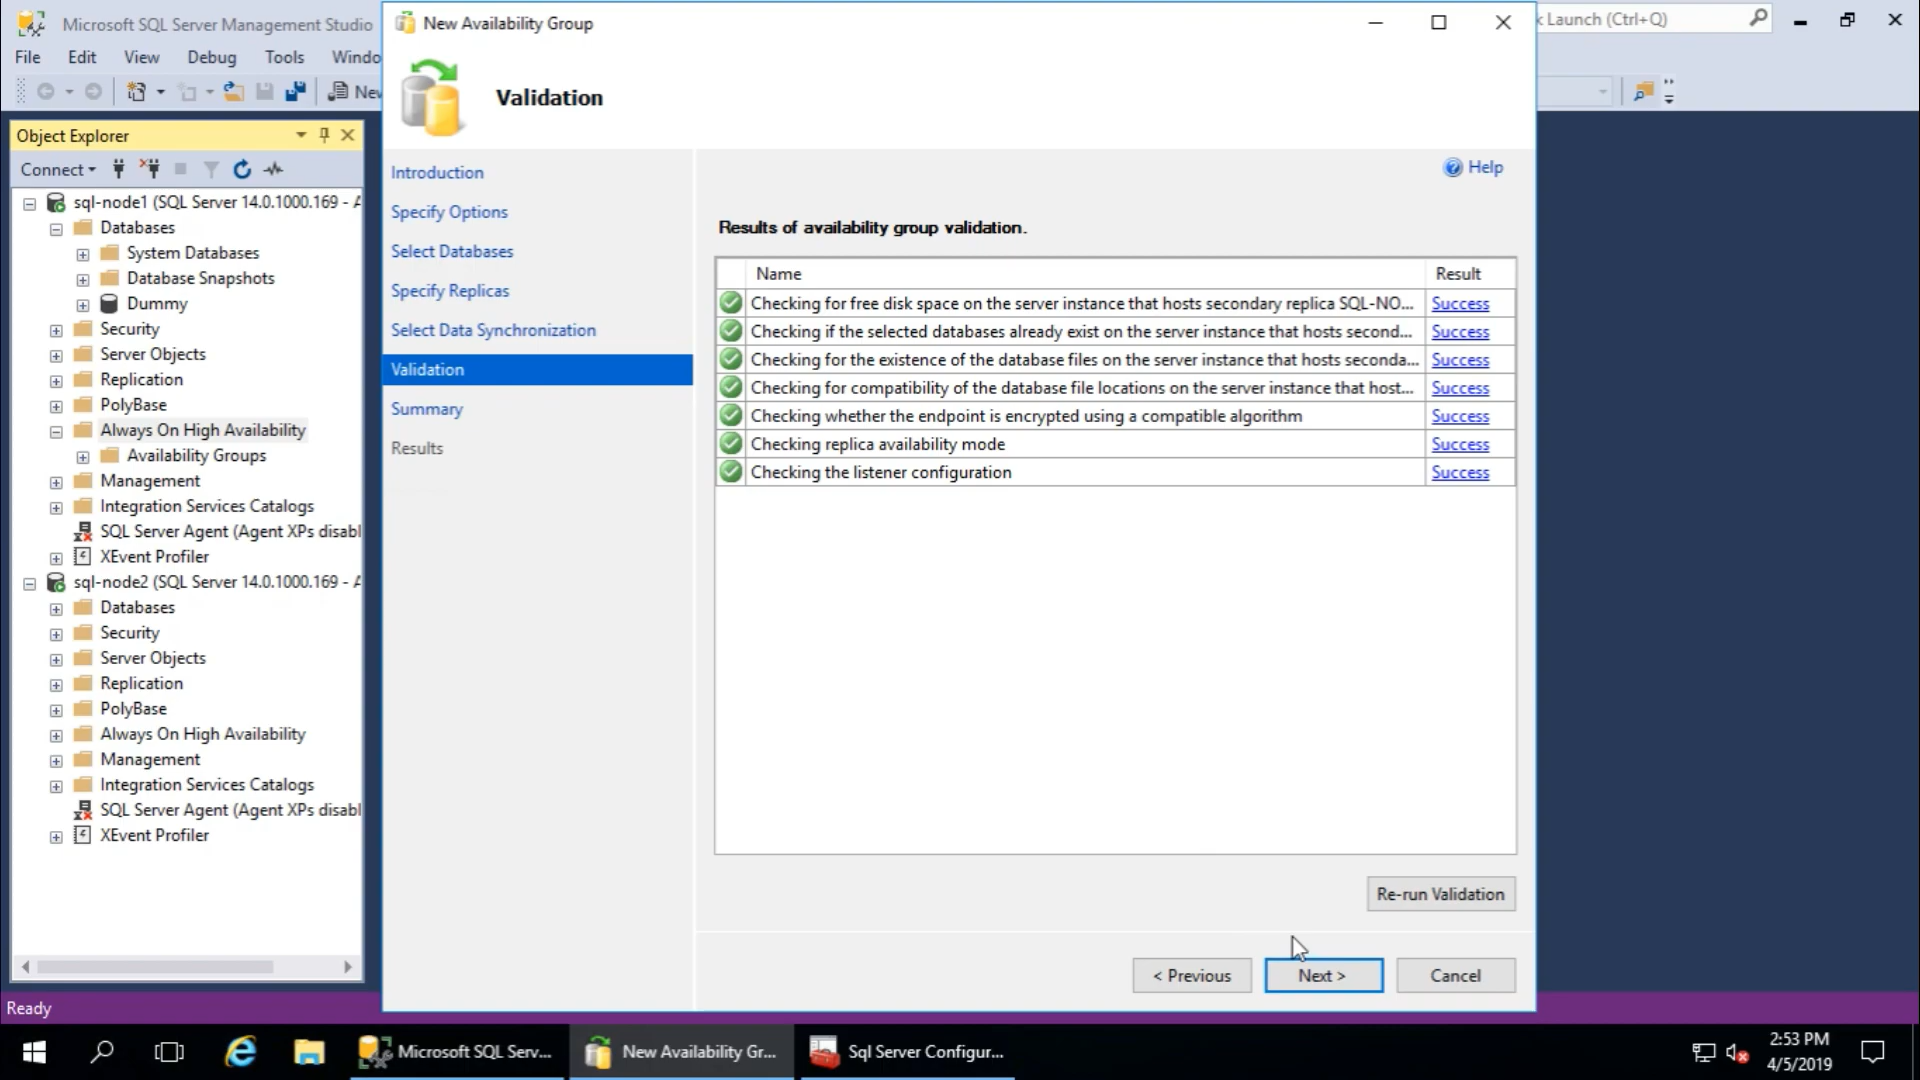 Microsoft SQL Server Management Studio
New Availability Group
Launch (Ctrl+Q)
File Edit View Debug Tools
Validation
Object Explorer
Connect
sql-node1 (SQL Server 14.0.1000.169 -
Databases
System Databases
Database Snapshots
Dummy
Security
Server Objects
Replication
PolyBase
Always On High Availability
Availability Groups
Management
Integration Services Catalogs
SQL Server Agent (Agent XPs disabl
XEvent Profiler
sql-node2 (SQL Server 14.0.1000.169 -
Databases
Security
Server Objects
Replication
PolyBase
Always On High Availability
Management
Integration Services Catalogs
SQL Server Agent (Agent XPs disabl
XEvent Profiler
Introduction
Specify Options
Select Databases
Specify Replicas
Select Data Synchronization
Validation
Summary
Results
Help
Results of availability group validation.
Name Result
Checking for free disk space on the server instance that hosts secondary replica SQL-NO... Success
Checking if the selected databases already exist on the server instance that hosts second... Success
Checking for the existence of the database files on the server instance that hosts seconda... Success
Checking for compatibility of the database file locations on the server instance that host... Success
Checking whether the endpoint is encrypted using a compatible algorithm Success
Checking replica availability mode Success
Checking the listener configuration Success
Re-run Validation
< Previous Next > Cancel
Ready
Microsoft SQL Serv... New Availability Gr... Sql Server Configur...
2:53 PM
4/5/2019